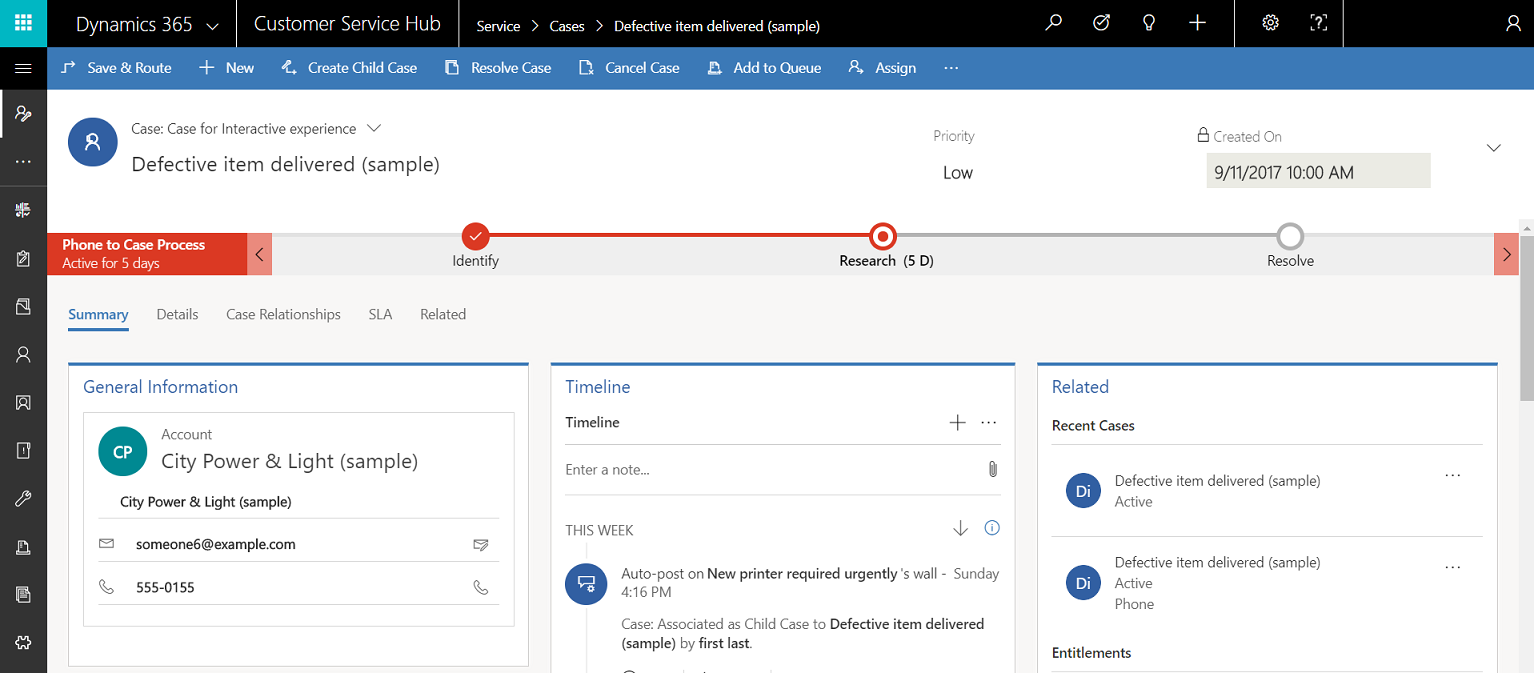 Dynamics 365
Customer Service Hub
Service > Cases > Defective item delivered (sample)
Save & Route
New
Create Child Case
Resolve Case
Cancel Case
Add to Queue
Assign
Case: Case for Interactive experience
Defective item delivered (sample)
Priority
Low
Created On
9/11/2017 10:00 AM
Phone to Case Process
Active for 5 days
Identify
Research (5 D)
Resolve
Summary
Details
Case Relationships
SLA
Related
General Information
CP
Account
City Power & Light (sample)
City Power & Light (sample)
someone6@example.com
555-0155
Timeline
Timeline
Enter a note...
THIS WEEK
Auto-post on New printer required urgently 's wall - Sunday
4:16 PM
Case: Associated as Child Case to Defective item delivered
(sample) by first last.
Related
Recent Cases
Di
Defective item delivered (sample)
Active
Di
Defective item delivered (sample)
Active
Phone
Entitlements